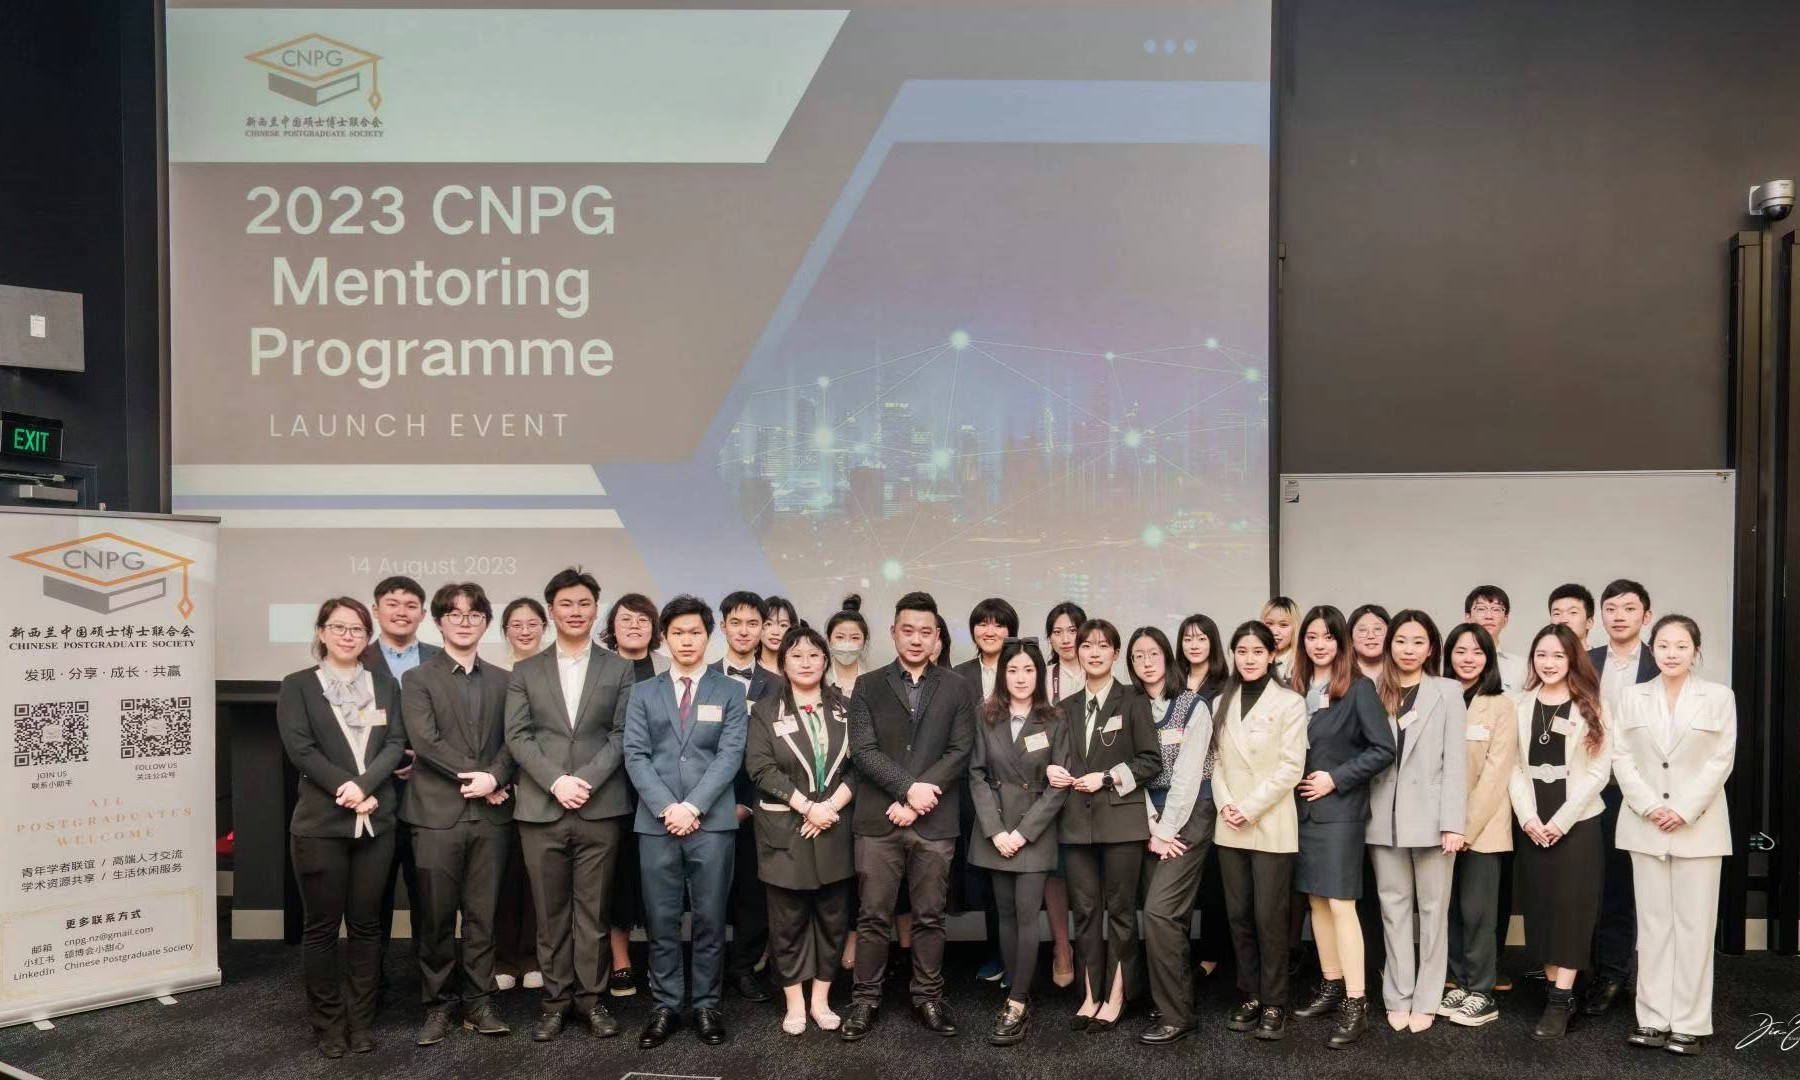 CNPG
新西兰中国硕士博士联合会
CHINESE POSTGRADUATE SOCIETY
2023 CNPG
Mentoring
Programme
LAUNCH EVENT
14 August 2023
EXIT
CNPG
新西兰中国硕士博士联合会
CHINESE POSTGRADUATE SOCIETY
发现·分享·成长·共赢
JOIN US
联系小助手
FOLLOW US
关注公众号
ALL
POSTGRADUATES
WELCOME
青年学者联谊 / 高端人才交流
学术资源共享 / 生活休闲服务
更多联系方式
邮箱 cnpg.nz@gmail.com
小红书 硕博会小甜心
LinkedIn Chinese Postgraduate Society